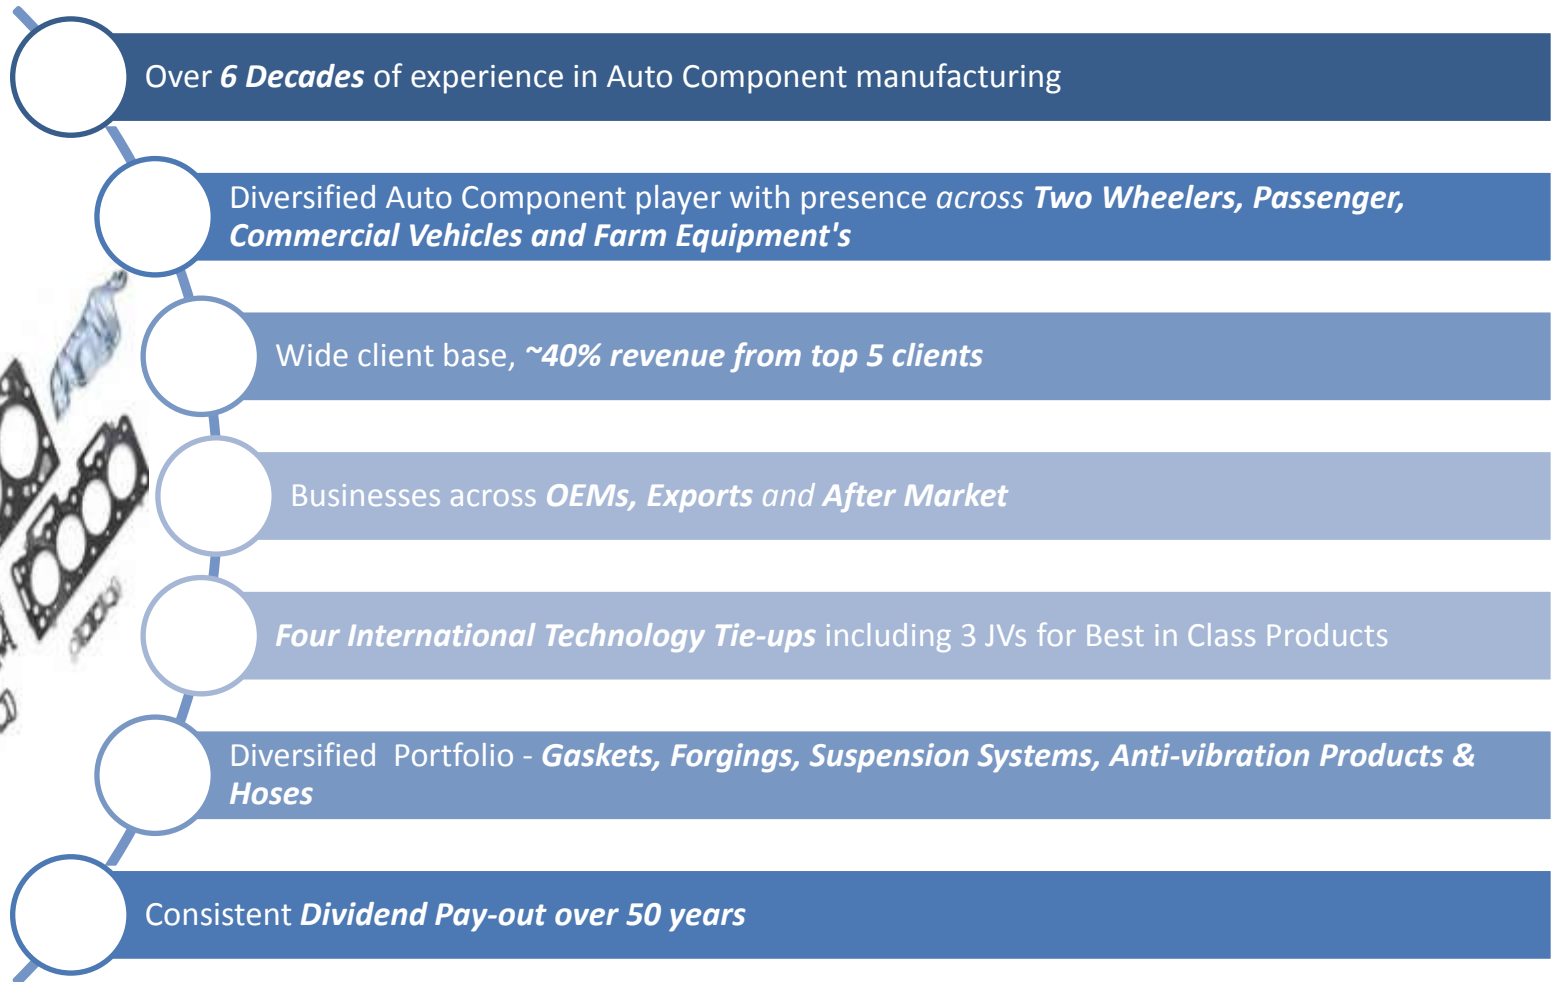 Over 6 Decades of experience in Auto Component manufacturing
Diversified Auto Component player with presence across Two Wheelers, Passenger,
Commercial Vehicles and Farm Equipment's
Wide client base, ~40% revenue from top 5 clients
Businesses across OEMs, Exports and After Market
Four International Technology Tie-ups including 3 JVs for Best in Class Products
Diversified  Portfolio - Gaskets, Forgings, Suspension Systems, Anti-vibration Products &
Hoses
Consistent Dividend Pay-out over 50 years